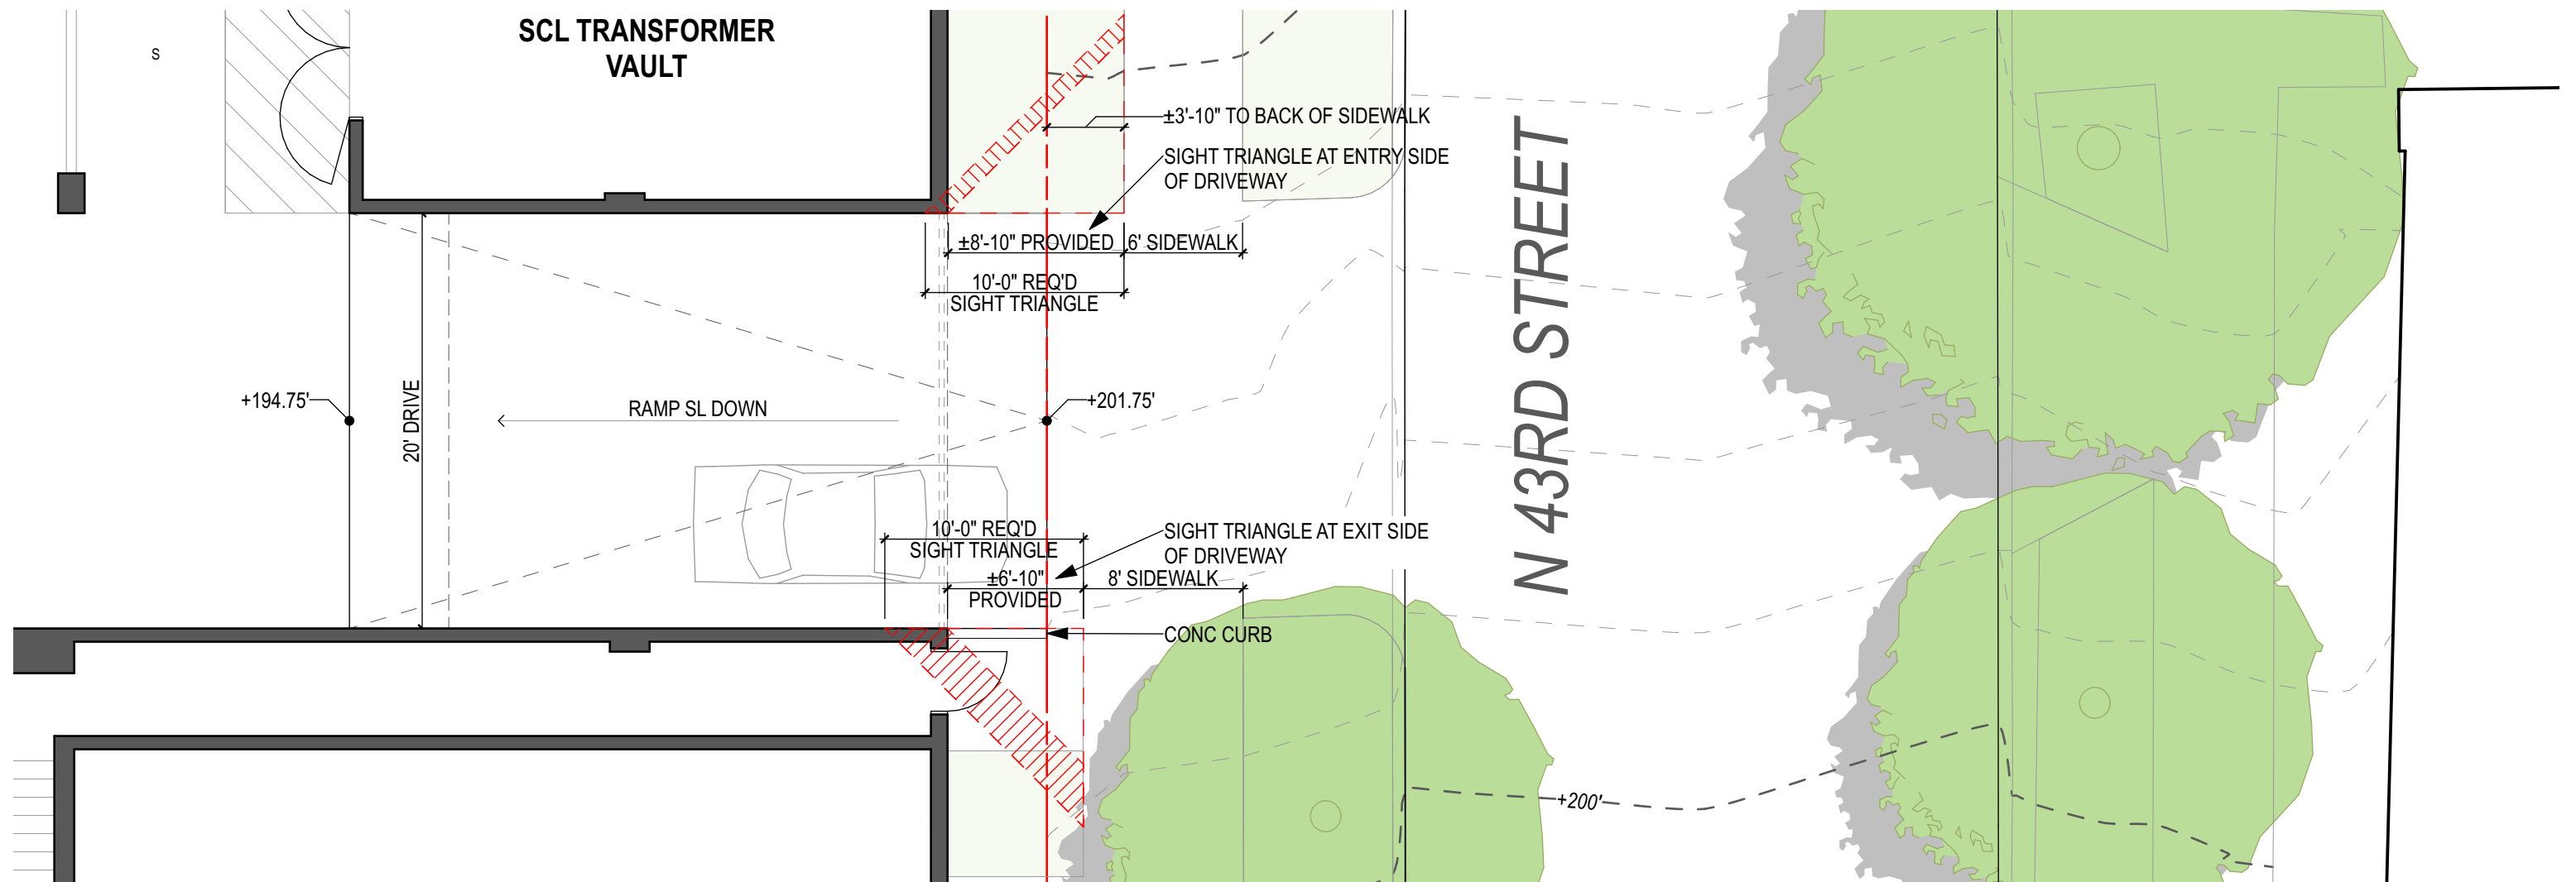 SCL TRANSFORMER
VAULT
S
±3'-10" TO BACK OF SIDEWALK
SIGHT TRIANGLE AT ENTRY SIDE
OF DRIVEWAY
±8'-10" PROVIDED
6' SIDEWALK
10'-0" REQ'D
SIGHT TRIANGLE
N 43RD STREET
+194.75'
20' DRIVE
RAMP SL DOWN
+201.75'
10'-0" REQ'D
SIGHT TRIANGLE
SIGHT TRIANGLE AT EXIT SIDE
OF DRIVEWAY
±6'-10"
PROVIDED
8' SIDEWALK
CONC CURB
+200'